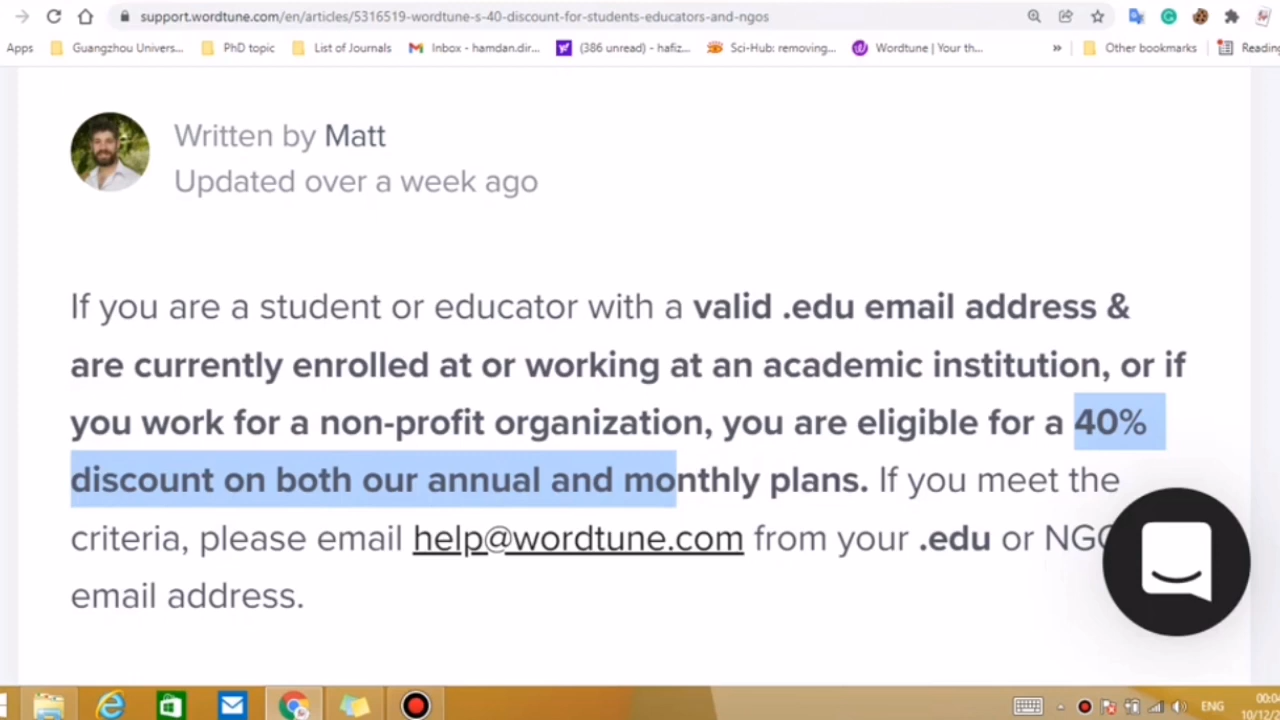 support.wordtune.com/en/articles/5316519-wordtune-s-40-discount-for-students-educators-and-ngos
Apps Guangzhou Univers... PhD topic List of Journals Inbox - hamdan.dir... (386 unread) - hafiz... Sci-Hub: removing... Wordtune | Your th... » Other bookmarks Reading
Written by Matt
Updated over a week ago
If you are a student or educator with a valid .edu email address &
are currently enrolled at or working at an academic institution, or if
you work for a non-profit organization, you are eligible for a 40%
discount on both our annual and monthly plans. If you meet the
criteria, please email help@wordtune.com from your .edu or NGO
email address.
ENG